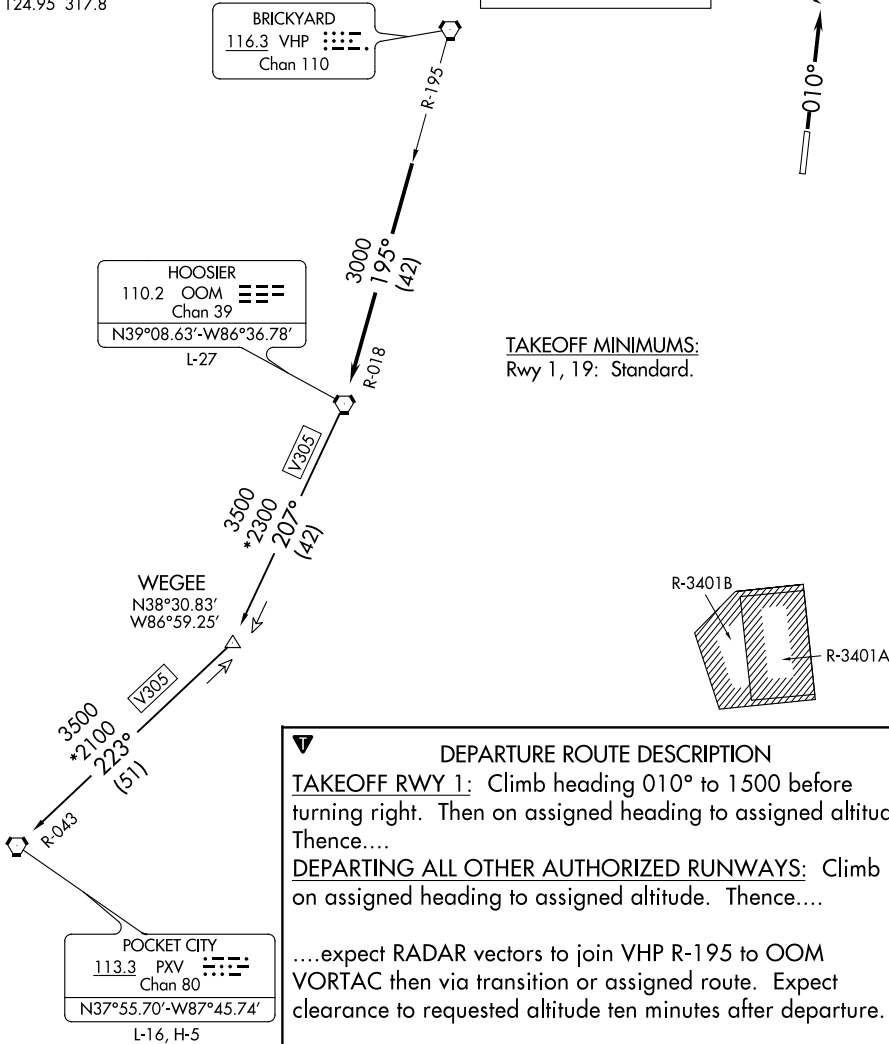 124.95 317.8
BRICKYARD
116.3 VHP
Chan 110
R-195
010°
3000
195°
(42)
HOOSIER
110.2 OOM
Chan 39
N39°08.63'-W86°36.78'
L-27
R-018
TAKEOFF MINIMUMS:
Rwy 1, 19: Standard.
V305
3500
*2300
207°
(42)
WEGEE
N38°30.83'
W86°59.25'
R-3401B
R-3401A
V305
3500
*2100
223°
(51)
R-043
POCKET CITY
113.3 PXV
Chan 80
N37°55.70'-W87°45.74'
L-16, H-5
T
DEPARTURE ROUTE DESCRIPTION
TAKEOFF RWY 1: Climb heading 010° to 1500 before
turning right. Then on assigned heading to assigned altitud
Thence....
DEPARTING ALL OTHER AUTHORIZED RUNWAYS: Climb
on assigned heading to assigned altitude. Thence....
....expect RADAR vectors to join VHP R-195 to OOM
VORTAC then via transition or assigned route. Expect
clearance to requested altitude ten minutes after departure.